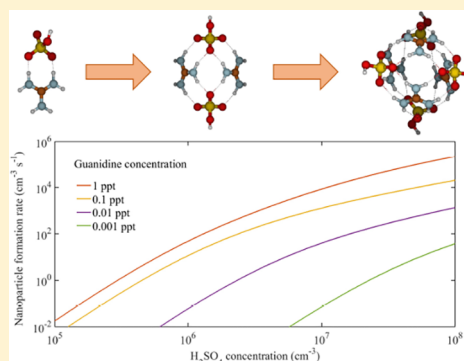 Guanidine concentration
1 ppt
0.1 ppt
0.01 ppt
0.001 ppt
Nanoparticle formation rate (cm⁻³ s⁻¹)
10⁶
10⁴
10²
10⁰
10⁻²
10⁵
10⁶
10⁷
10⁸
H₂SO₄ concentration (cm⁻³)